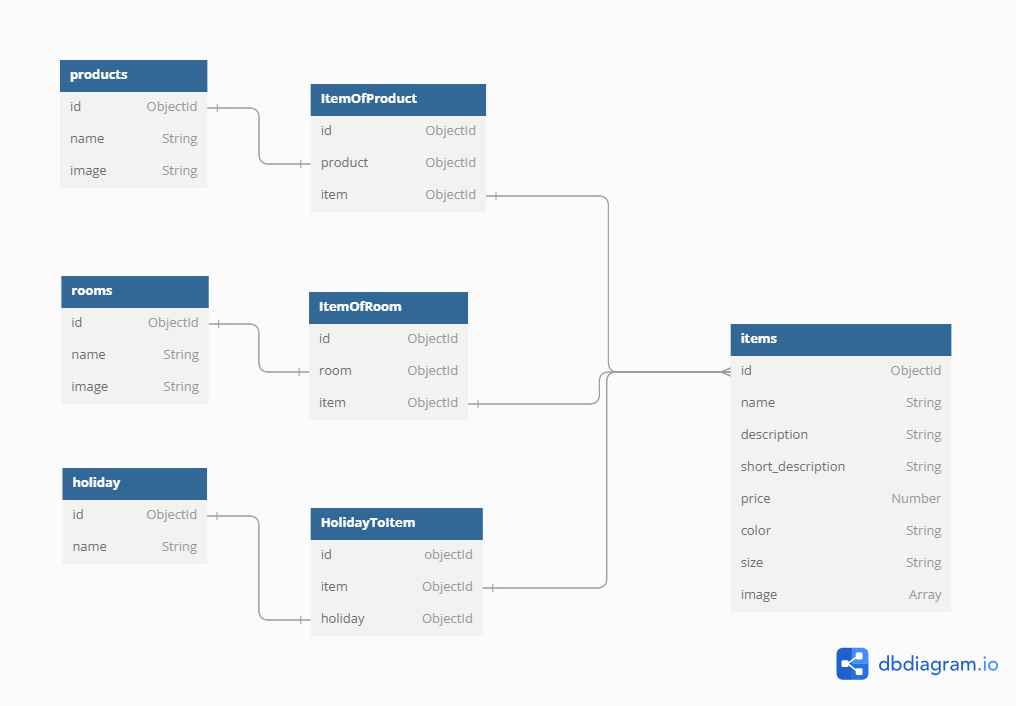 products
id ObjectId
name String
image String
ItemOfProduct
id ObjectId
product ObjectId
item ObjectId
rooms
id ObjectId
name String
image String
ItemOfRoom
id ObjectId
room ObjectId
item ObjectId
holiday
id ObjectId
name String
HolidayToItem
id objectId
item ObjectId
holiday ObjectId
items
id ObjectId
name String
description String
short_description String
price Number
color String
size String
image Array
dbdiagram.io